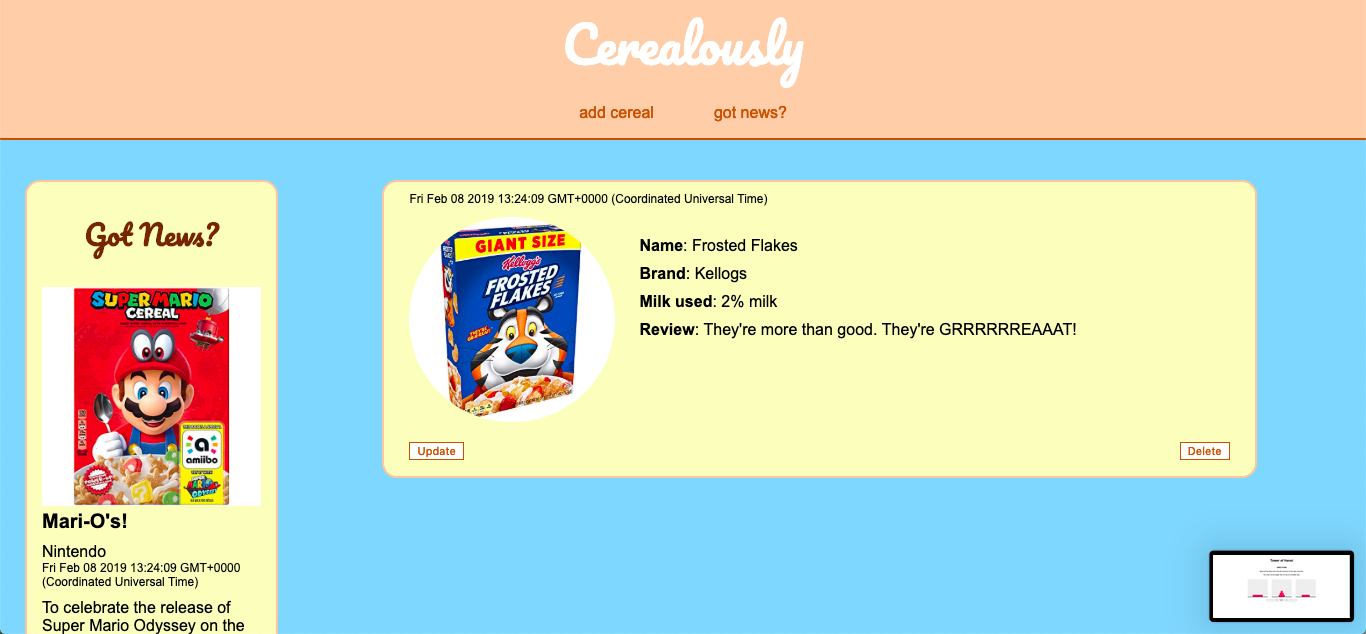 Cerealously
add cereal
got news?
Got News?
SUPER MARIO
CEREAL
amiibo
Mari-O's!
Nintendo
Fri Feb 08 2019 13:24:09 GMT+0000
(Coordinated Universal Time)
To celebrate the release of
Super Mario Odyssey on the
Fri Feb 08 2019 13:24:09 GMT+0000 (Coordinated Universal Time)
GIANT SIZE
Kellogg's
FROSTED
FLAKES
Name: Frosted Flakes
Brand: Kellogs
Milk used: 2% milk
Review: They're more than good. They're GRRRRRREAAAT!
Update
Delete
Tower of Hanoi